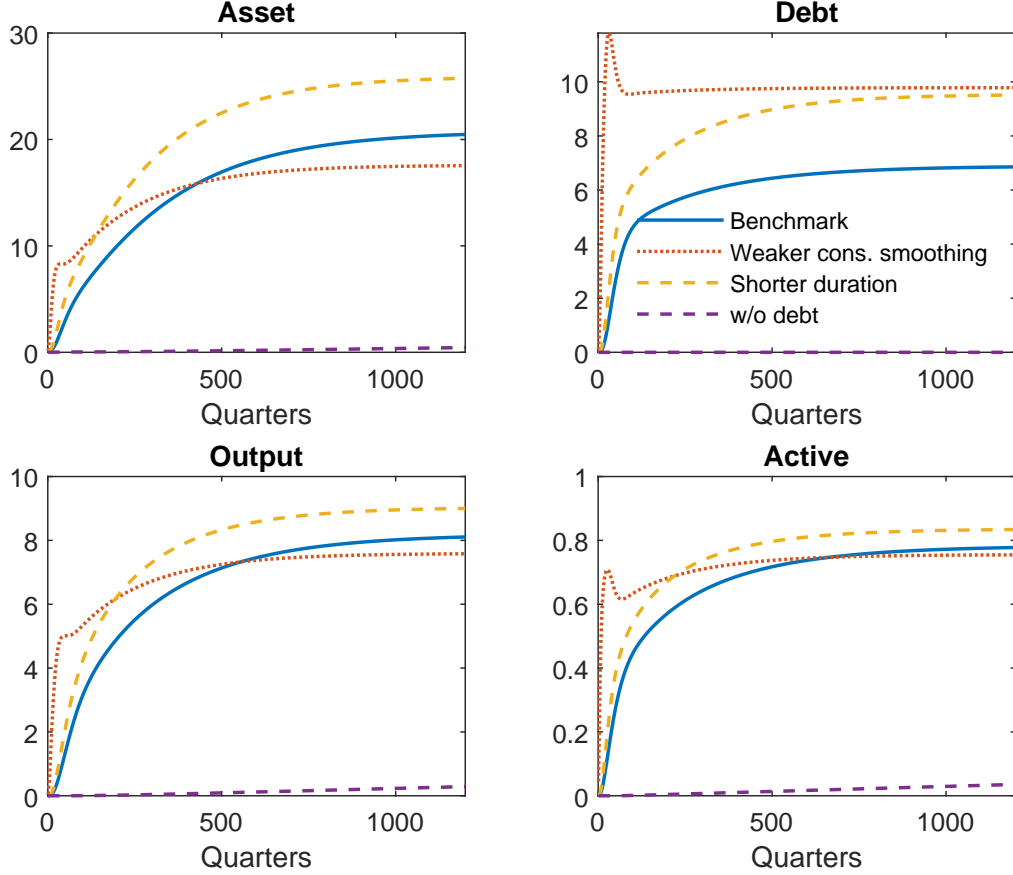 Asset
30
20
10
0
0
500
1000
Quarters
Debt
10
8
6
4
2
0
0
500
1000
Quarters
Benchmark
Weaker cons. smoothing
Shorter duration
w/o debt
Output
10
8
6
4
2
0
0
500
1000
Quarters
Active
1
0.8
0.6
0.4
0.2
0
0
500
1000
Quarters